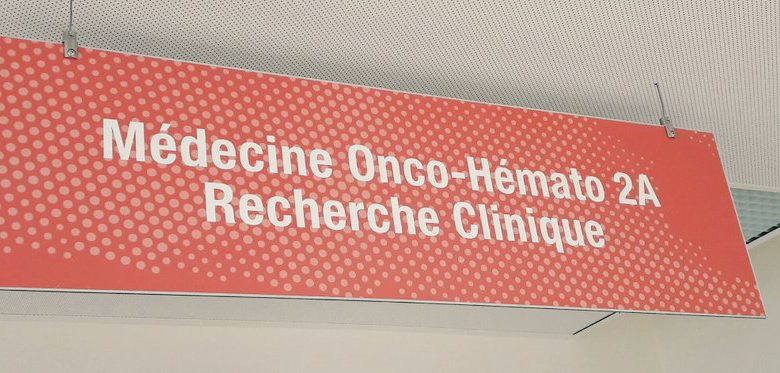 Médecine Onco-Hémato 2A
Recherche Clinique